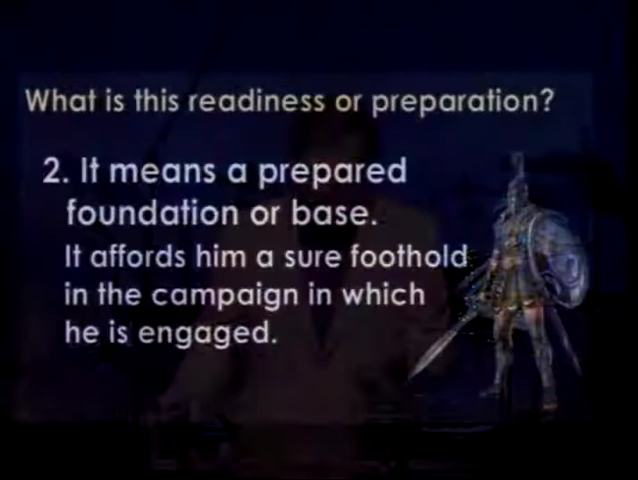 What is this readiness or preparation?
2. It means a prepared
foundation or base.
It affords him a sure foothold
in the campaign in which
he is engaged.